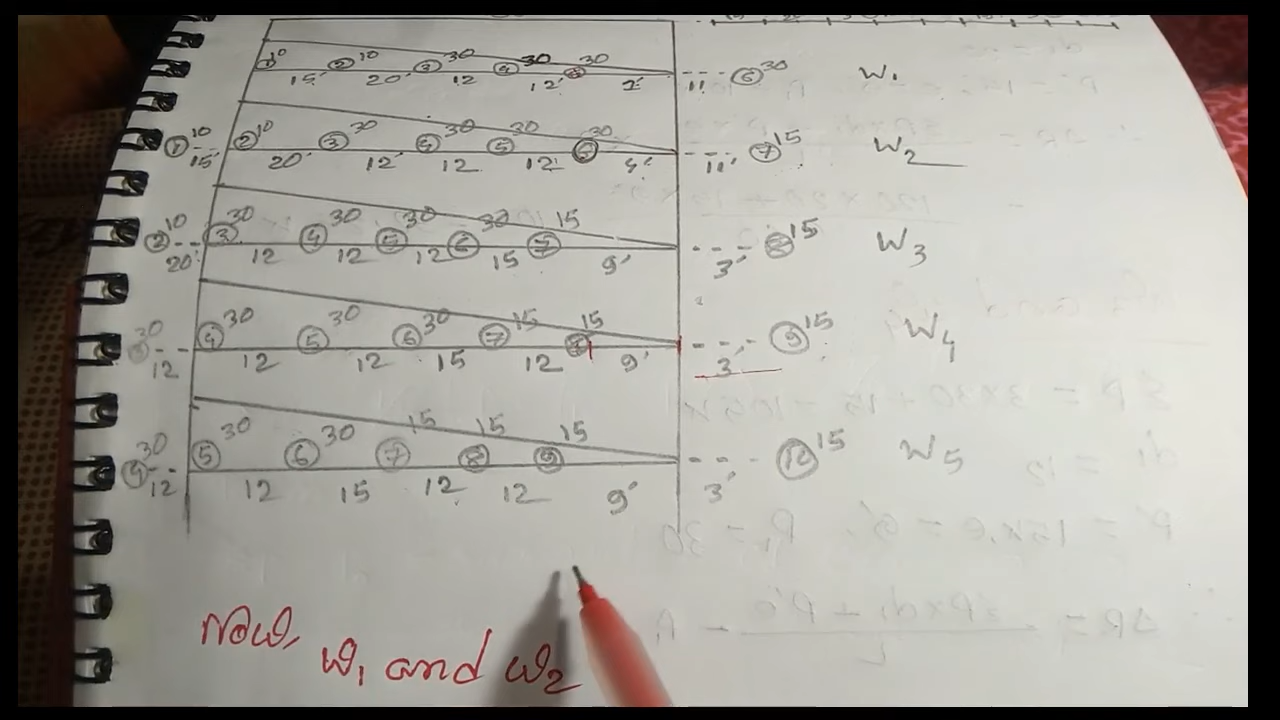 ① 10 ② 10 ③ 30 ④ 30 ⑤ 30 ⑥ 30 W₁
15' 20' 12 12' 11'
① 10 ② 10 ③ 30 ④ 30 ⑤ 30 30 ⑦ 15 W₂
15' 20' 12' 12 12' 4' 11'
② 10 ③ 30 ④ 30 ⑤ 30 ⑥ 30 ⑦ 15 ⑧ 15 W₃
20' 12 12 12 15 9' 3'
30 ④ 30 ⑤ 30 ⑥ 30 ⑦ 15 ⑧ 15 ⑨ 15 W₄
12 12 12 15 12 9' 3'
④ 30 ⑤ 30 ⑥ 30 ⑦ 15 ⑧ 15 ⑨ 15 ⑫ 15 W₅
12 12 15 12 12 9' 3'
Now,
W₁ and W₂